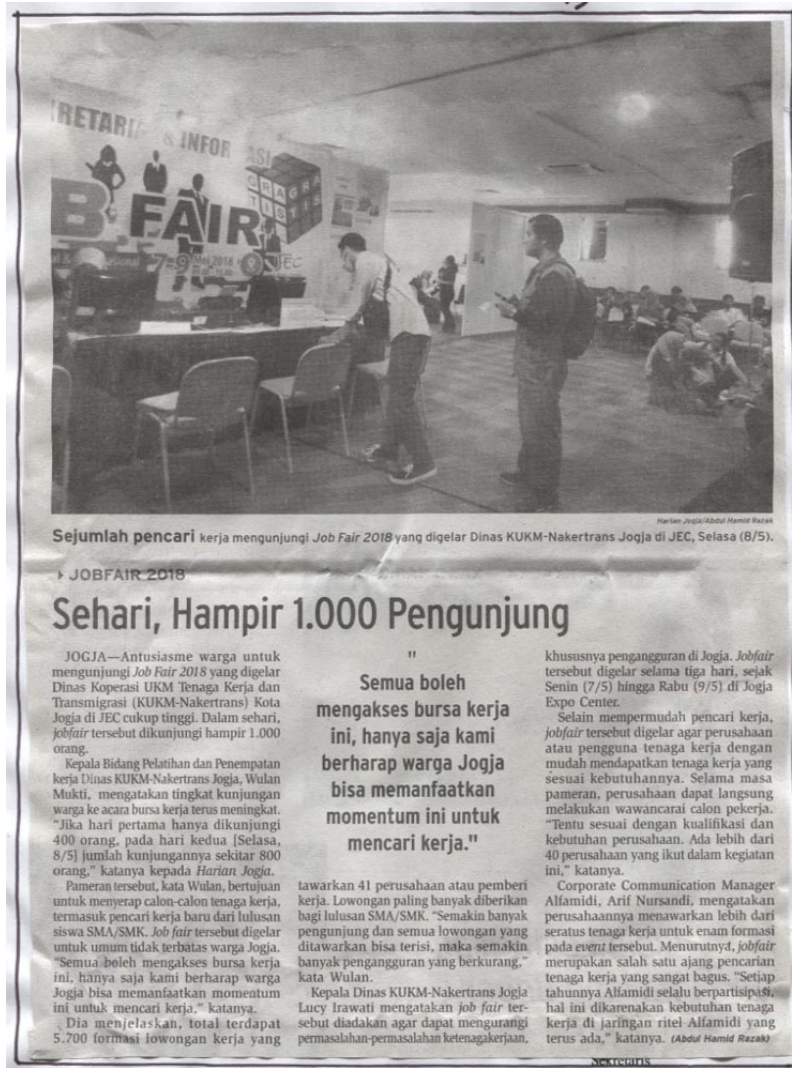 RETARIA & INFOR ASI
GRA GRA
TIS TIS
B FAIR
7-9 Mei 2018
JEC
Harian Jogja/Abdul Hamid Razak
Sejumlah pencari kerja mengunjungi Job Fair 2018 yang digelar Dinas KUKM-Nakertrans Jogja di JEC, Selasa (8/5).
JOBFAIR 2018
Sehari, Hampir 1.000 Pengunjung
JOGJA—Antusiasme warga untuk
mengunjungi Job Fair 2018 yang digelar
Dinas Koperasi UKM Tenaga Kerja dan
Transmigrasi (KUKM-Nakertrans) Kota
Jogja di JEC cukup tinggi. Dalam sehari,
jobfair tersebut dikunjungi hampir 1.000
orang.
Kepala Bidang Pelatihan dan Penempatan
kerja Dinas KUKM-Nakertrans Jogja, Wulan
Mukti, mengatakan tingkat kunjungan
warga ke acara bursa kerja terus meningkat.
"Jika hari pertama hanya dikunjungi
400 orang, pada hari kedua [Selasa,
8/5] jumlah kunjungannya sekitar 800
orang," katanya kepada Harian Jogja.
Pameran tersebut, kata Wulan, bertujuan
untuk menyerap calon-calon tenaga kerja,
termasuk pencari kerja baru dari lulusan
siswa SMA/SMK. Job fair tersebut digelar
untuk umum tidak terbatas warga Jogja.
"Semua boleh mengakses bursa kerja
ini, hanya saja kami berharap warga
Jogja bisa memanfaatkan momentum
ini untuk mencari kerja," katanya.
Dia menjelaskan, total terdapat
5.700 formasi lowongan kerja yang
"
Semua boleh
mengakses bursa kerja
ini, hanya saja kami
berharap warga Jogja
bisa memanfaatkan
momentum ini untuk
mencari kerja."
tawarkan 41 perusahaan atau pemberi
kerja. Lowongan paling banyak diberikan
bagi lulusan SMA/SMK. "Semakin banyak
pengunjung dan semua lowongan yang
ditawarkan bisa terisi, maka semakin
banyak pengangguran yang berkurang,"
kata Wulan.
Kepala Dinas KUKM-Nakertrans Jogja
Lucy Irawati mengatakan job fair ter-
sebut diadakan agar dapat mengurangi
permasalahan-permasalahan ketenagakerjaan,
khususnya pengangguran di Jogja. Jobfair
tersebut digelar selama tiga hari, sejak
Senin (7/5) hingga Rabu (9/5) di Jogja
Expo Center.
Selain mempermudah pencari kerja,
jobfair tersebut digelar agar perusahaan
atau pengguna tenaga kerja dengan
mudah mendapatkan tenaga kerja yang
sesuai kebutuhannya. Selama masa
pameran, perusahaan dapat langsung
melakukan wawancarai calon pekerja.
"Tentu sesuai dengan kualifikasi dan
kebutuhan perusahaan. Ada lebih dari
40 perusahaan yang ikut dalam kegiatan
ini," katanya.
Corporate Communication Manager
Alfamidi, Arif Nursandi, mengatakan
perusahaannya menawarkan lebih dari
seratus tenaga kerja untuk enam formasi
pada event tersebut. Menurutnya, jobfair
merupakan salah satu ajang pencarian
tenaga kerja yang sangat bagus. "Setiap
tahunnya Alfamidi selalu berpartisipasi,
hal ini dikarenakan kebutuhan tenaga
kerja di jaringan ritel Alfamidi yang
terus ada," katanya. (Abdul Hamid Razak)
Sekretaris